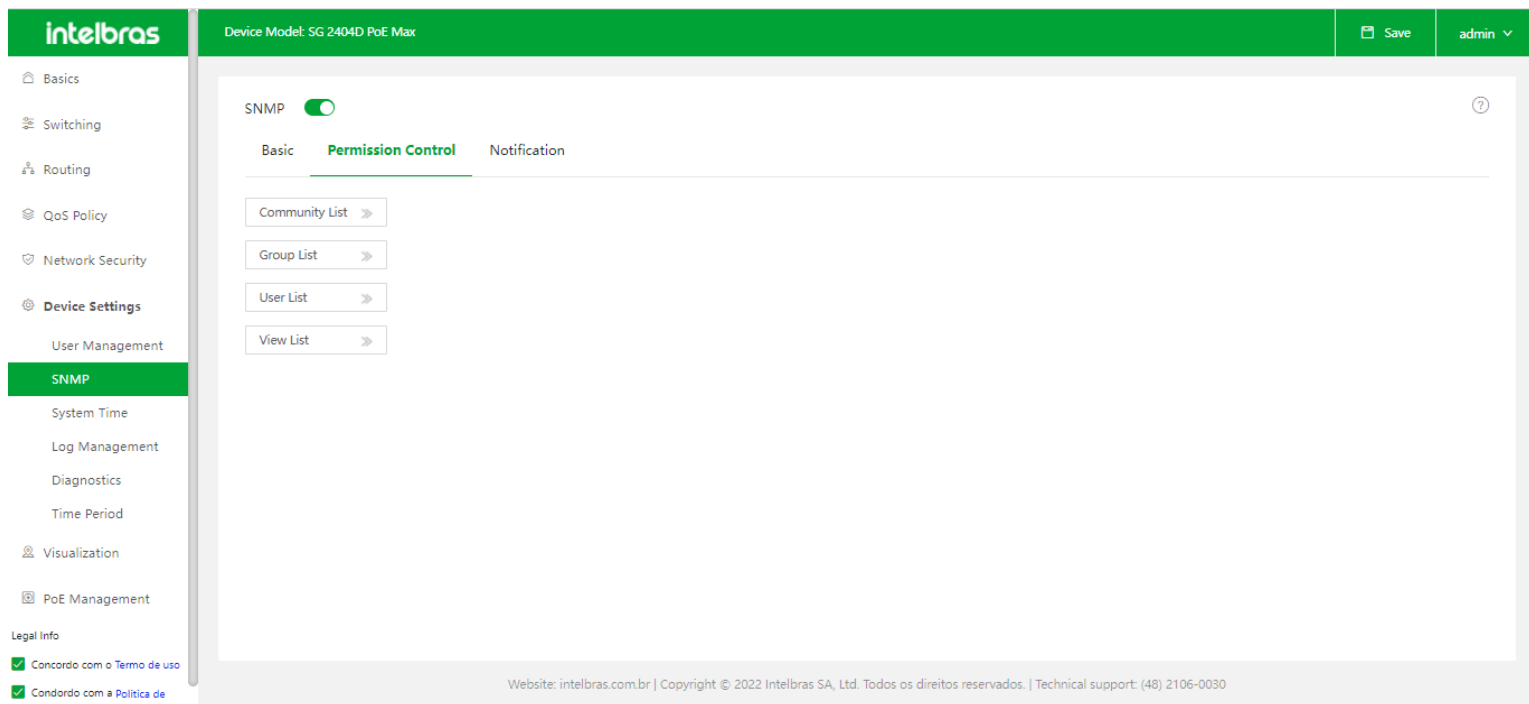 intelbras
Device Model: SG 2404D PoE Max
Save
admin
Basics
Switching
Routing
QoS Policy
Network Security
Device Settings
User Management
SNMP
System Time
Log Management
Diagnostics
Time Period
Visualization
PoE Management
Legal Info
Concordo com o Termo de uso
Condordo com a Politica de
SNMP
?
Basic Permission Control Notification
Community List
Group List
User List
View List
Website: intelbras.com.br | Copyright © 2022 Intelbras SA, Ltd. Todos os direitos reservados. | Technical support: (48) 2106-0030